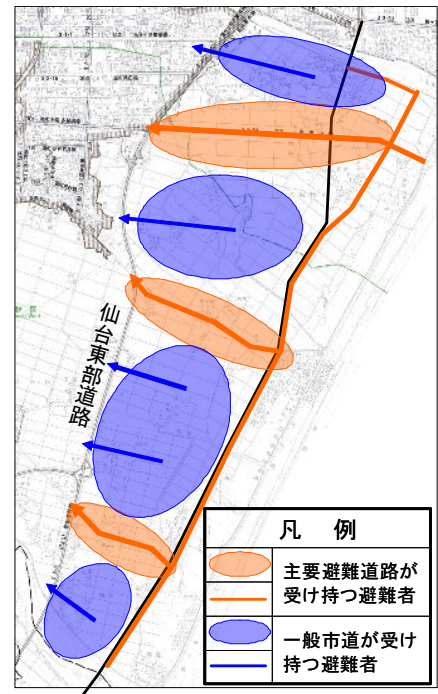 仙台東部道路
凡 例
主要避難道路が
受け持つ避難者
一般市道が受け
持つ避難者